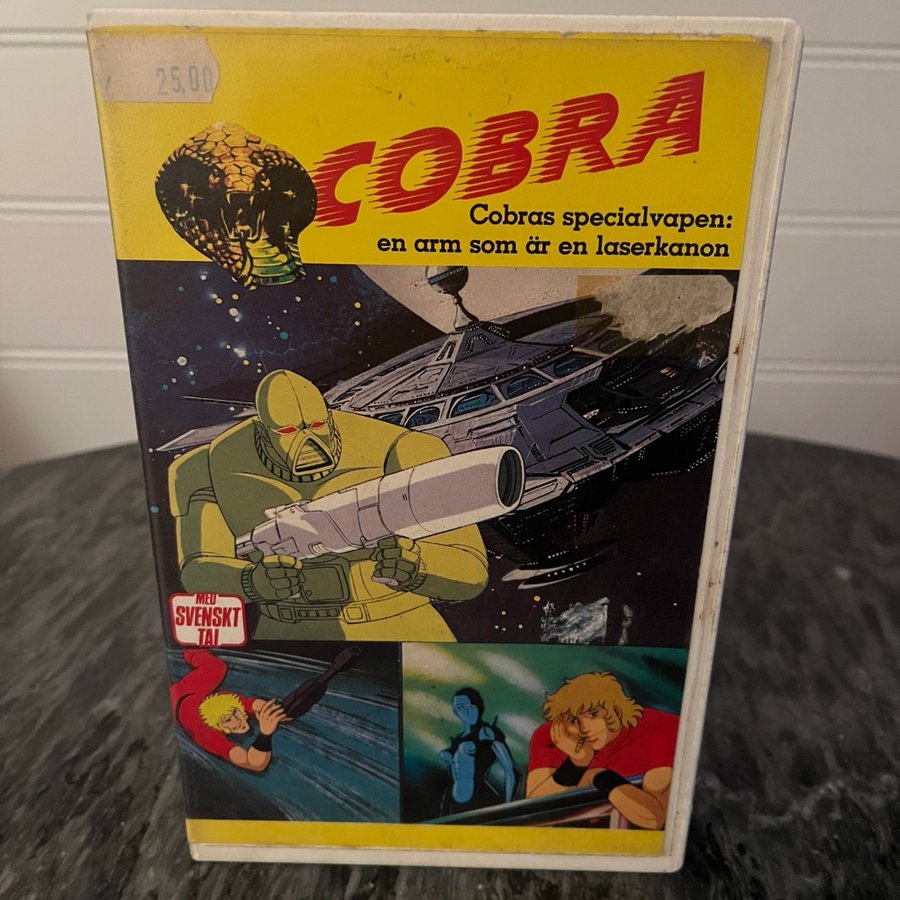 25,00
COBRA
Cobras specialvapen:
en arm som är en laserkanon
MED
SVENSKT
TAL